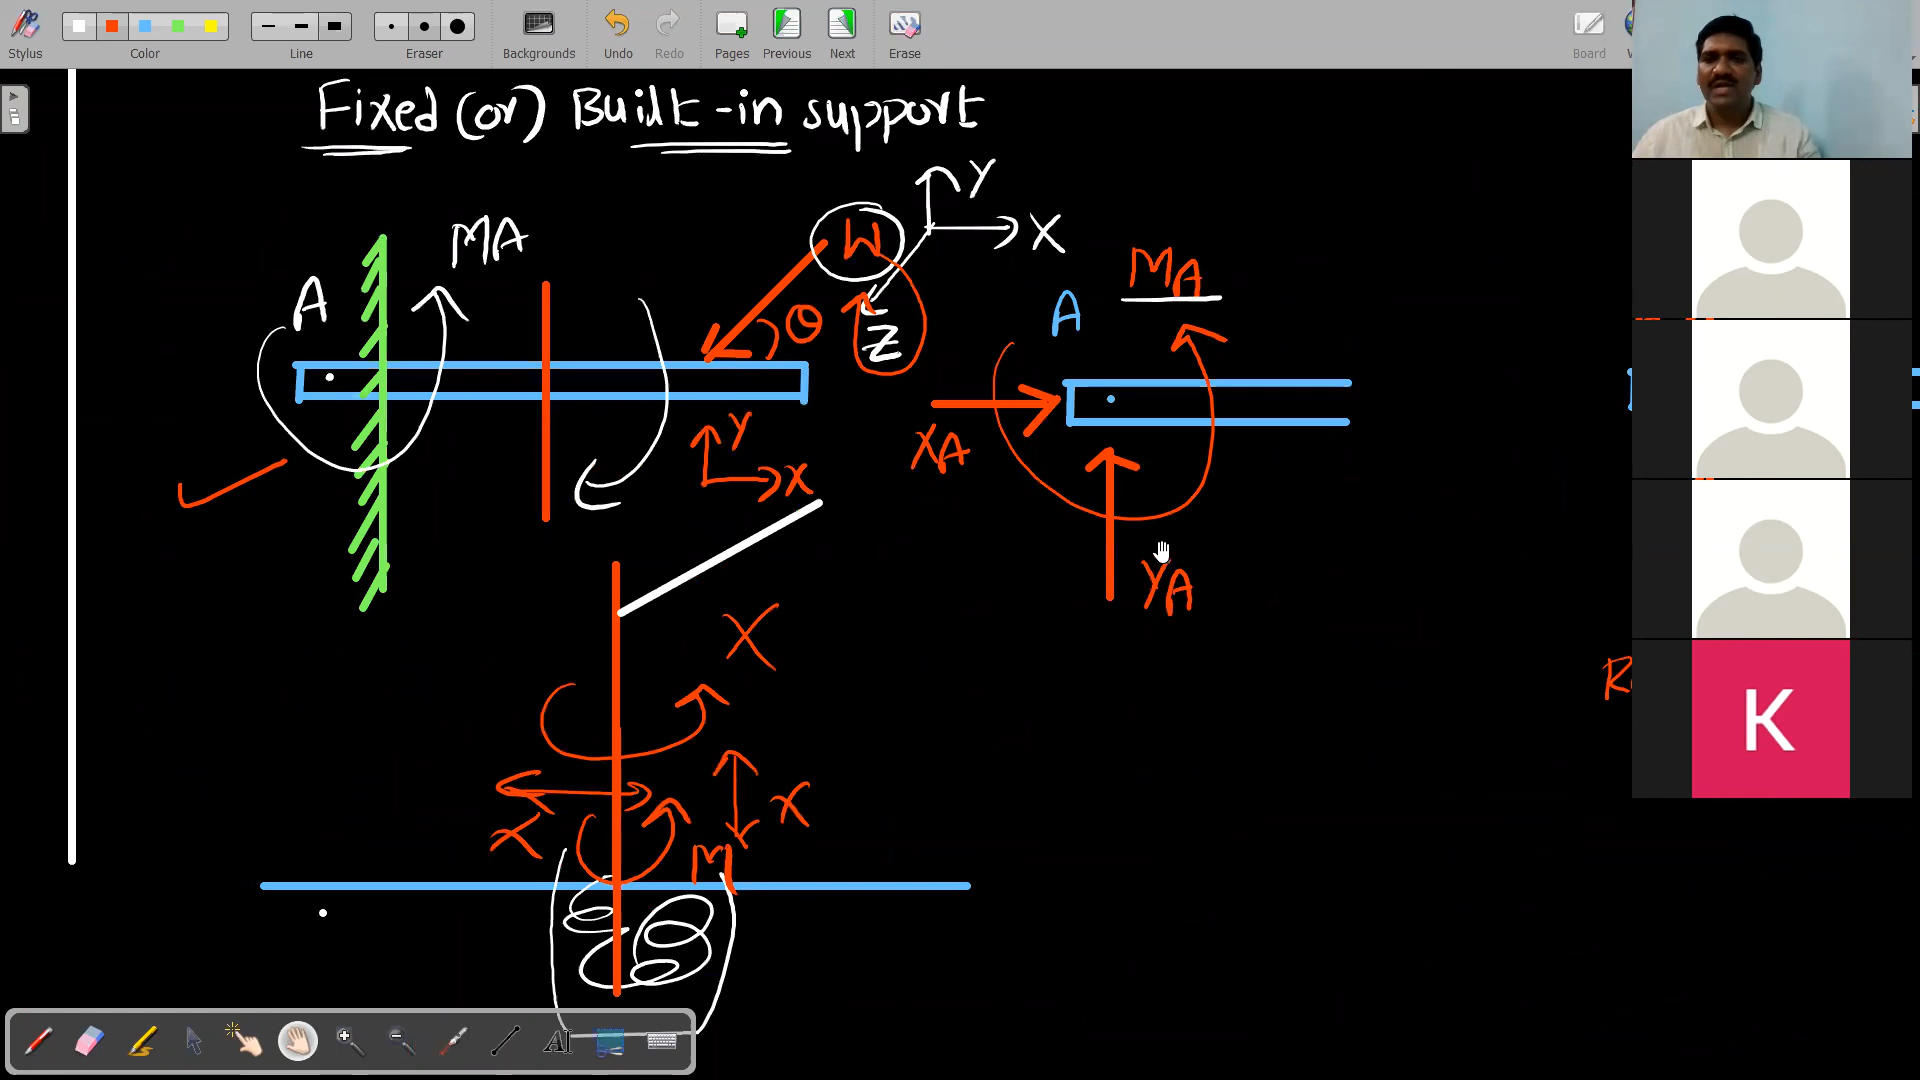 Stylus
Color
Line
Eraser
Backgrounds
Undo
Redo
Pages
Previous
Next
Erase
Board
Fixed (or) Built-in support
Y
X
Z
MA
A
W
θ
Y
X
MA
A
XA
YA
X
X
X
M
K
AI